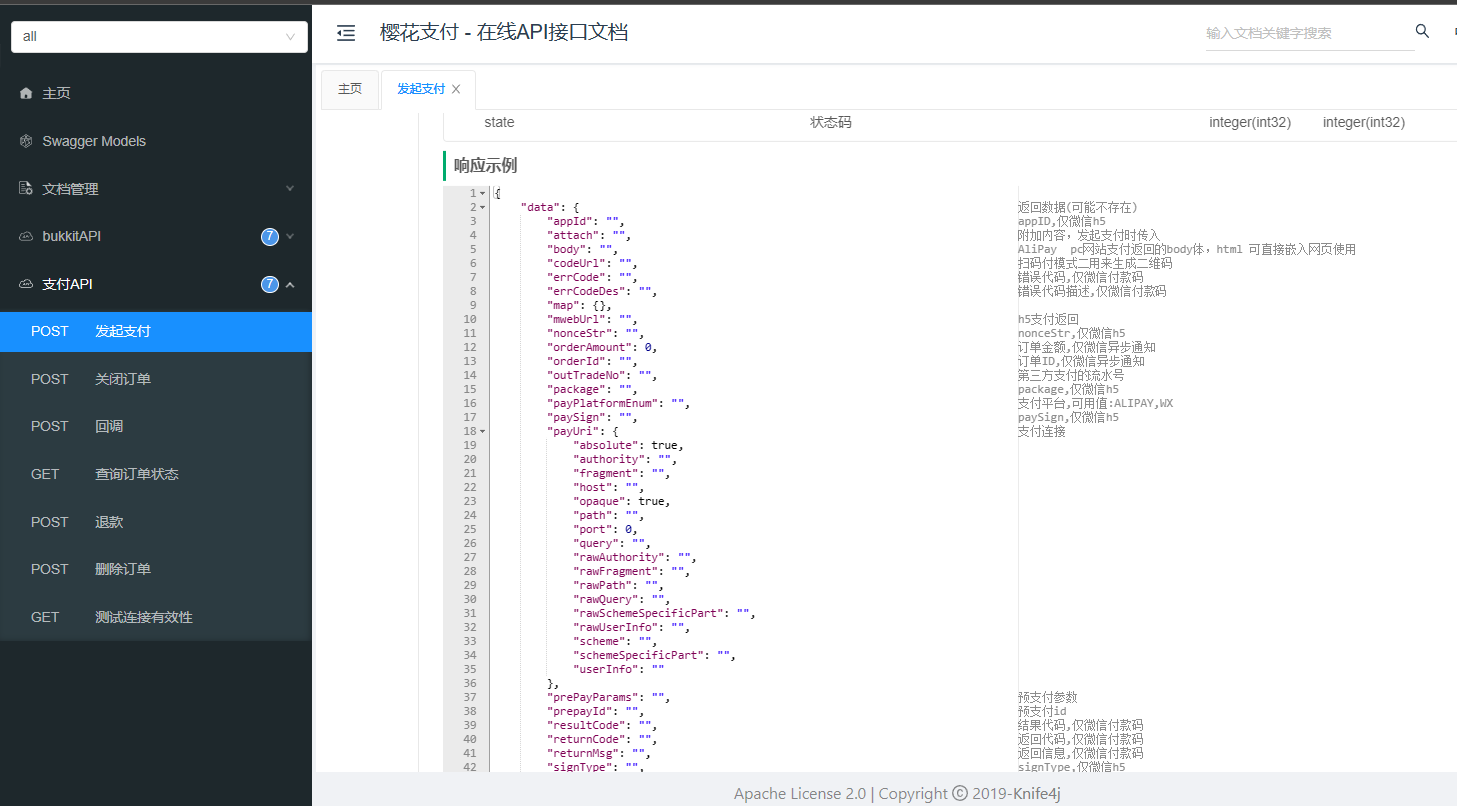 all
主页
Swagger Models
文档管理
bukkitAPI 7
支付API 7
POST 发起支付
POST 关闭订单
POST 回调
GET 查询订单状态
POST 退款
POST 删除订单
GET 测试连接有效性
樱花支付 - 在线API接口文档
输入文档关键字搜索
主页 发起支付
state 状态码 integer(int32) integer(int32)
响应示例
1 {
2 "data": { 返回数据(可能不存在)
3 "appId": "", appID,仅微信h5
4 "attach": "", 附加内容，发起支付时传入
5 "body": "", AliPay pc网站支付返回的body体，html 可直接嵌入网页使用
6 "codeUrl": "", 扫码付模式二用来生成二维码
7 "errCode": "", 错误代码,仅微信付款码
8 "errCodeDes": "", 错误代码描述,仅微信付款码
9 "map": {},
10 "mwebUrl": "", h5支付返回
11 "nonceStr": "", nonceStr,仅微信h5
12 "orderAmount": 0, 订单金额,仅微信异步通知
13 "orderId": "", 订单ID,仅微信异步通知
14 "outTradeNo": "", 第三方支付的流水号
15 "package": "", package,仅微信h5
16 "payPlatformEnum": "", 支付平台,可用值:ALIPAY,WX
17 "paySign": "", paySign,仅微信h5
18 "payUri": { 支付连接
19 "absolute": true,
20 "authority": "",
21 "fragment": "",
22 "host": "",
23 "opaque": true,
24 "path": "",
25 "port": 0,
26 "query": "",
27 "rawAuthority": "",
28 "rawFragment": "",
29 "rawPath": "",
30 "rawQuery": "",
31 "rawSchemeSpecificPart": "",
32 "rawUserInfo": "",
33 "scheme": "",
34 "schemeSpecificPart": "",
35 "userInfo": ""
36 },
37 "prePayParams": "", 预支付参数
38 "prepayId": "", 预支付id
39 "resultCode": "", 结果代码,仅微信付款码
40 "returnCode": "", 返回代码,仅微信付款码
41 "returnMsg": "", 返回信息,仅微信付款码
42 "signType": "", signType,仅微信h5
Apache License 2.0 | Copyright © 2019-Knife4j